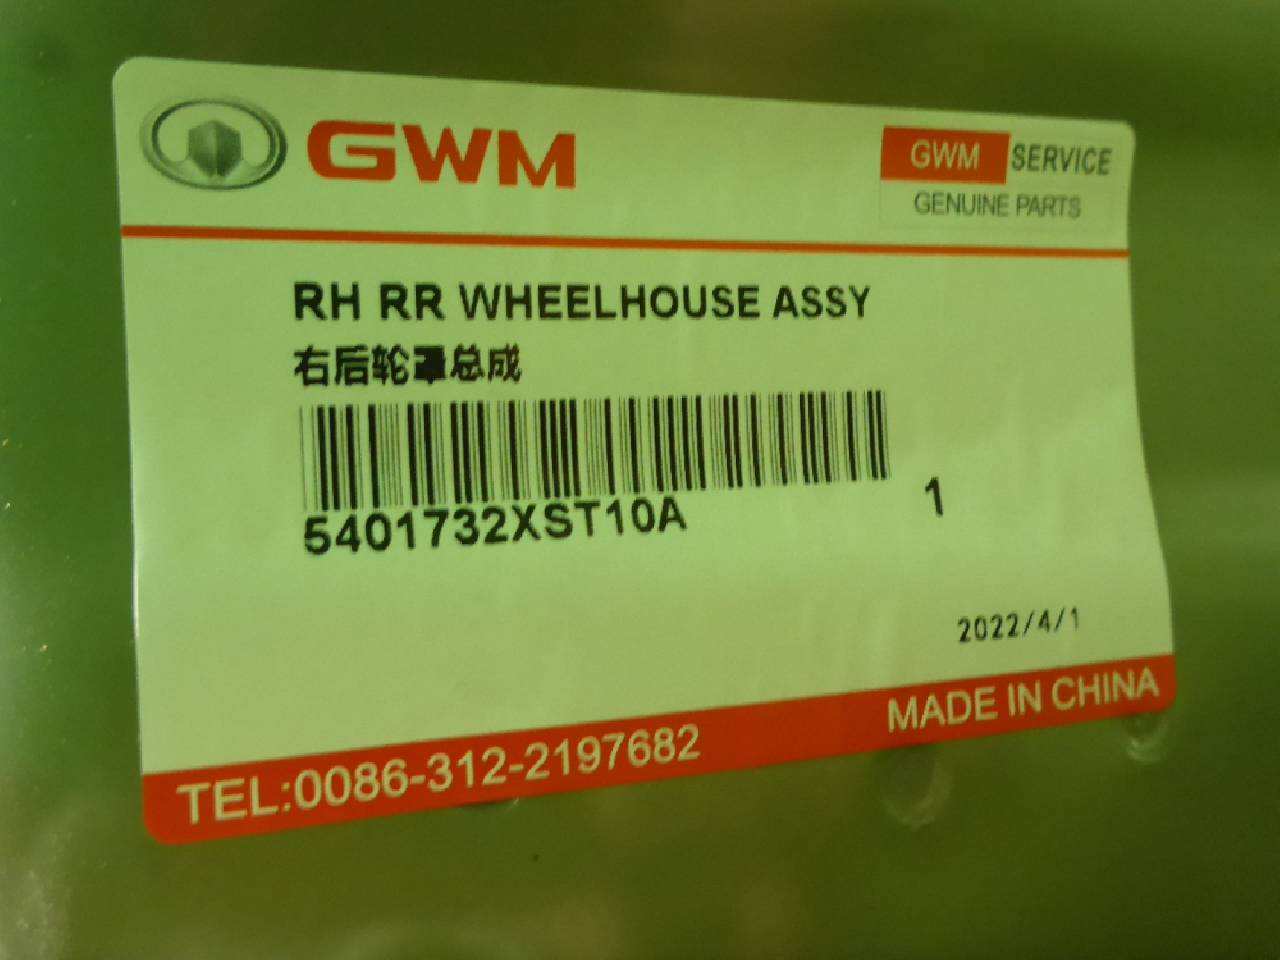 GWM
GWM SERVICE
GENUINE PARTS
RH RR WHEELHOUSE ASSY
右后轮罩总成
5401732XST10A
1
2022/4/1
TEL:0086-312-2197682
MADE IN CHINA